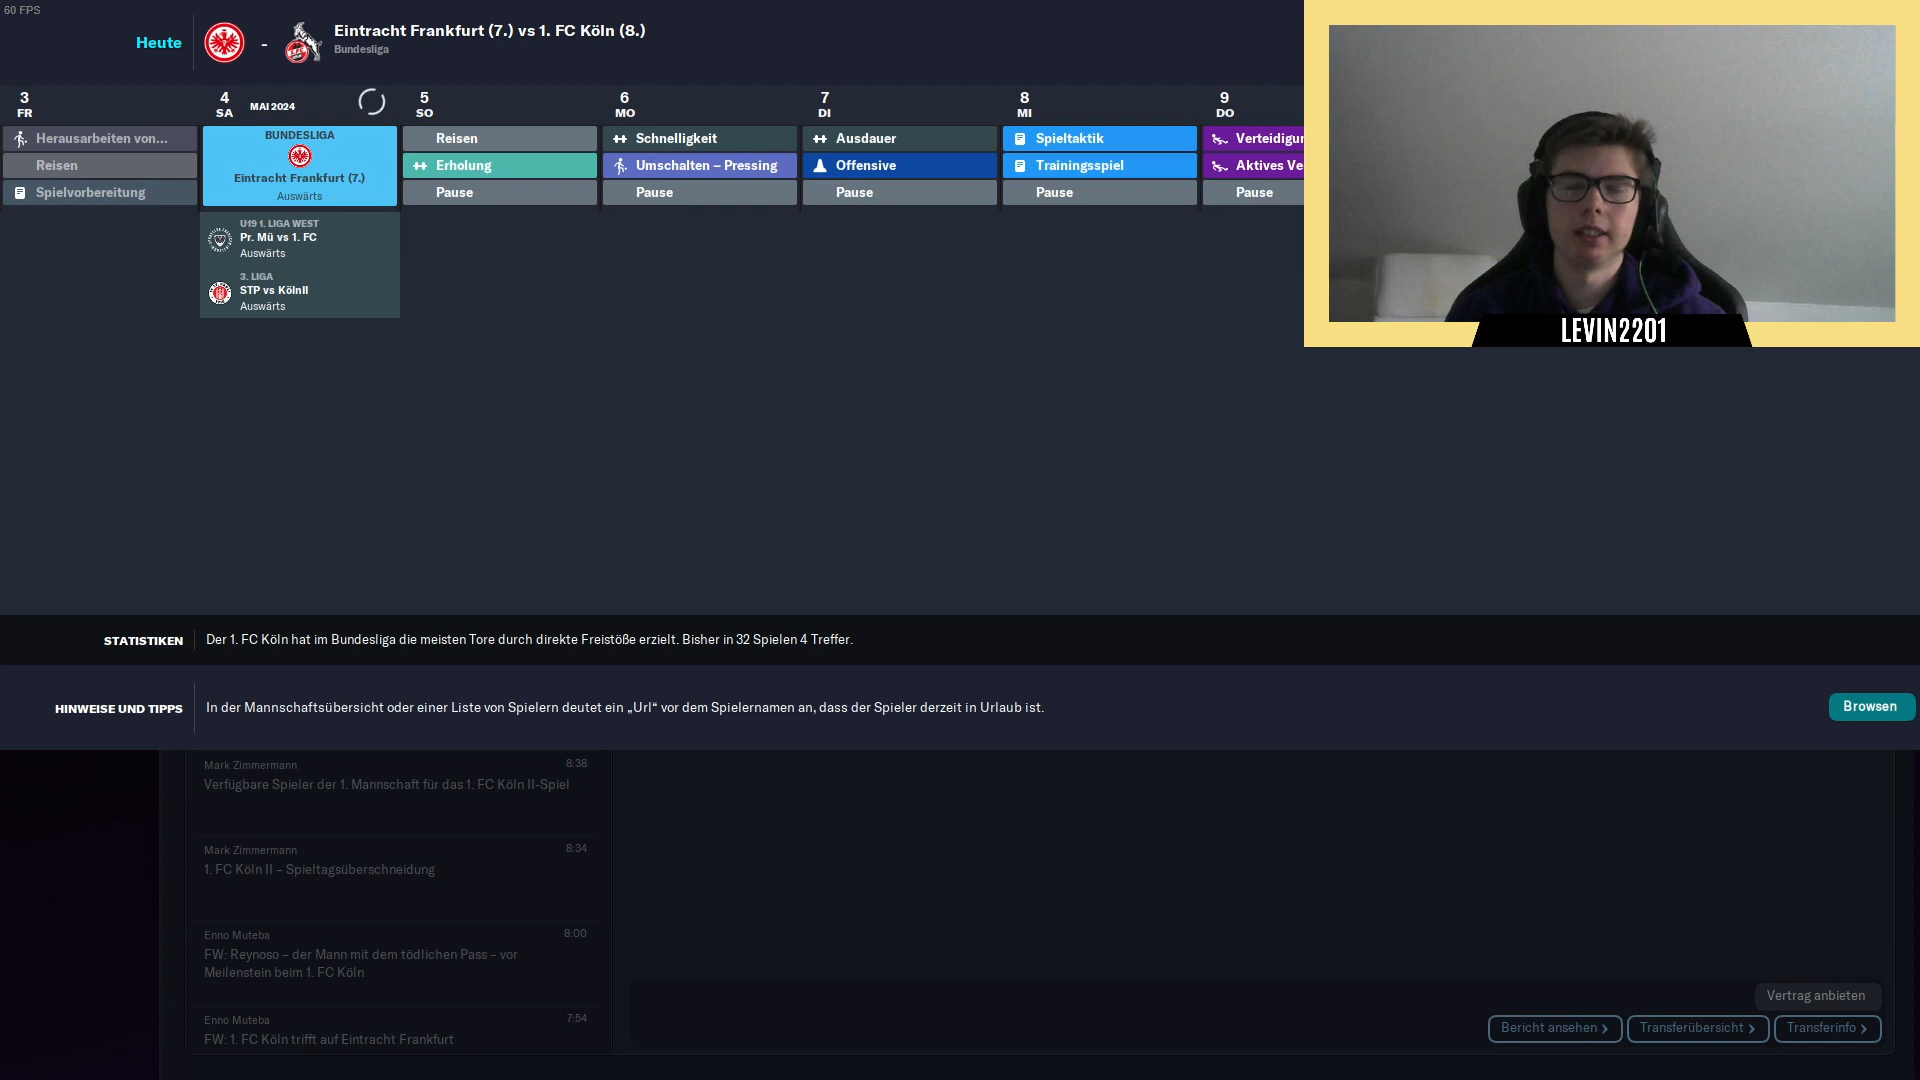 60 FPS
Heute
-
Eintracht Frankfurt (7.) vs 1. FC Köln (8.)
Bundesliga
3
FR
4
SA
MAI 2024
5
SO
6
MO
7
DI
8
MI
9
DO
Herausarbeiten von...
Reisen
Spielvorbereitung
BUNDESLIGA
Eintracht Frankfurt (7.)
Auswärts
Reisen
Erholung
Pause
Schnelligkeit
Umschalten – Pressing
Pause
Ausdauer
Offensive
Pause
Spieltaktik
Trainingsspiel
Pause
Verteidigur
Aktives Ve
Pause
U19 1. LIGA WEST
Pr. Mü vs 1. FC
Auswärts
3. LIGA
STP vs KölnII
Auswärts
LEVIN2201
STATISTIKEN
Der 1. FC Köln hat im Bundesliga die meisten Tore durch direkte Freistöße erzielt. Bisher in 32 Spielen 4 Treffer.
HINWEISE UND TIPPS
In der Mannschaftsübersicht oder einer Liste von Spielern deutet ein „Url“ vor dem Spielernamen an, dass der Spieler derzeit in Urlaub ist.
Browsen
Mark Zimmermann
8:38
Verfügbare Spieler der 1. Mannschaft für das 1. FC Köln II-Spiel
Mark Zimmermann
8:34
1. FC Köln II – Spieltagsüberschneidung
Enno Muteba
8:00
FW: Reynoso – der Mann mit dem tödlichen Pass – vor
Meilenstein beim 1. FC Köln
Enno Muteba
7:54
FW: 1. FC Köln trifft auf Eintracht Frankfurt
Vertrag anbieten
Bericht ansehen
Transferübersicht
Transferinfo